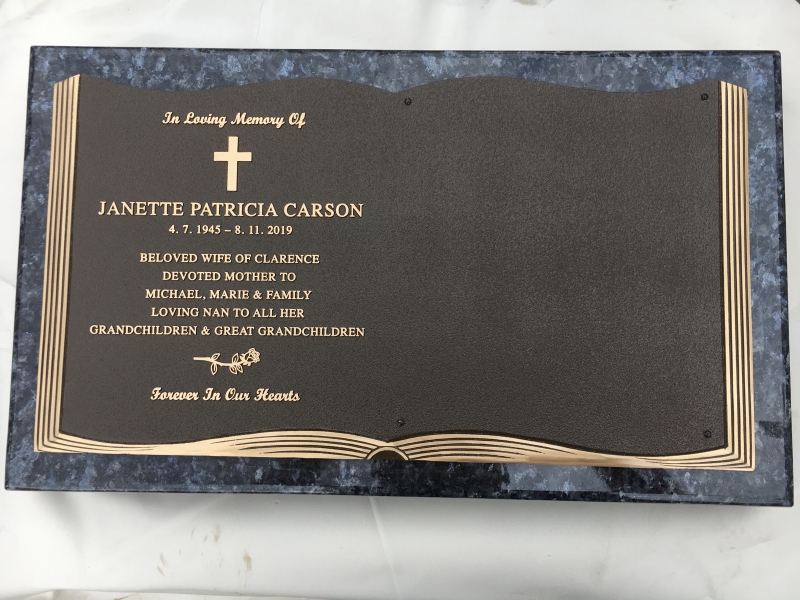 In Loving Memory Of
JANETTE PATRICIA CARSON
4. 7. 1945 – 8. 11. 2019
BELOVED WIFE OF CLARENCE
DEVOTED MOTHER TO
MICHAEL, MARIE & FAMILY
LOVING NAN TO ALL HER
GRANDCHILDREN & GREAT GRANDCHILDREN
Forever In Our Hearts